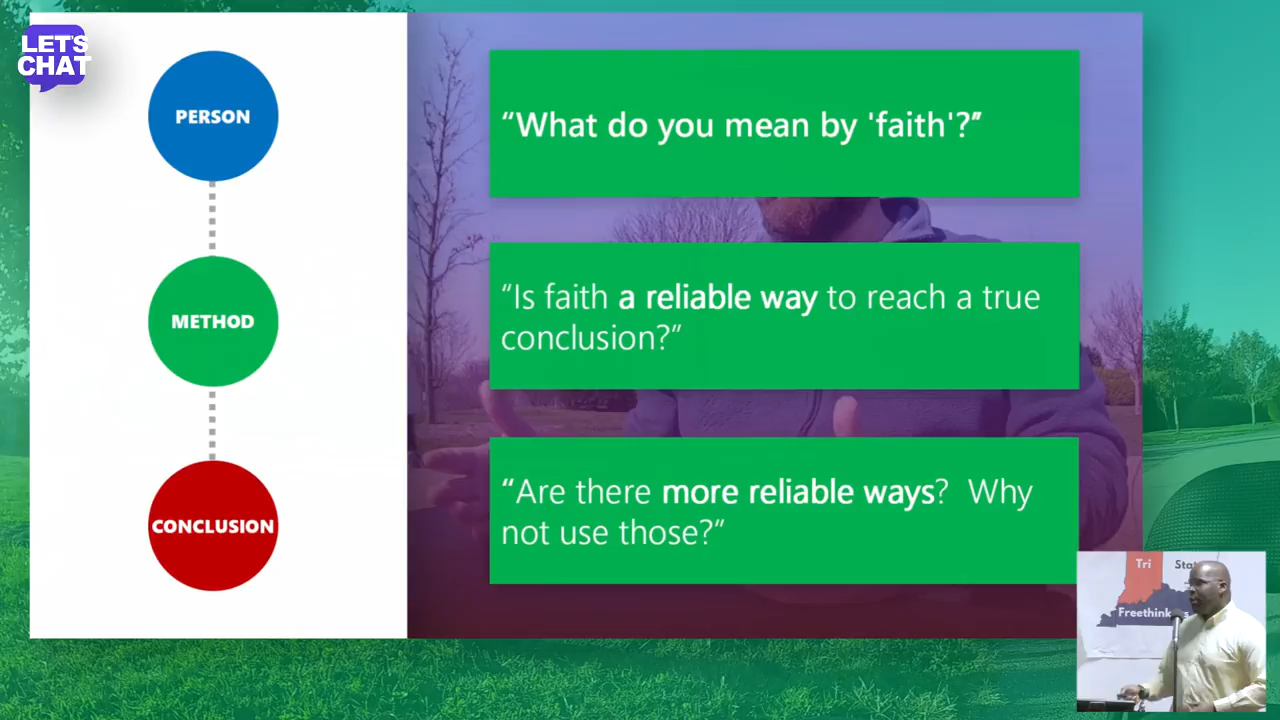 LET'S
CHAT
PERSON
METHOD
CONCLUSION
“What do you mean by 'faith'?”
“Is faith a reliable way to reach a true
conclusion?”
“Are there more reliable ways?  Why
not use those?”
Tri